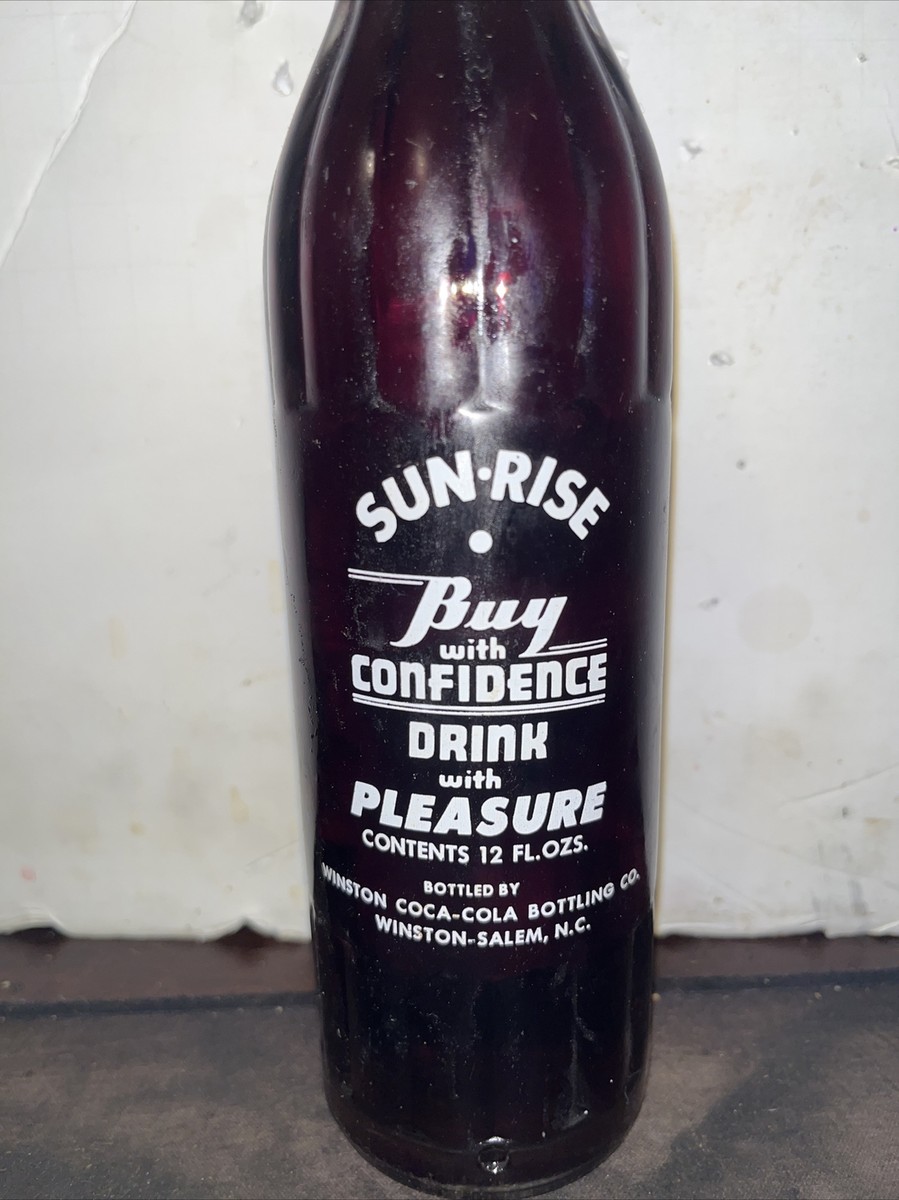 SUN·RISE
Buy
with
CONFIDENCE
DRINK
with
PLEASURE
CONTENTS 12 FL.OZS.
BOTTLED BY
WINSTON COCA-COLA BOTTLING CO.
WINSTON-SALEM, N.C.